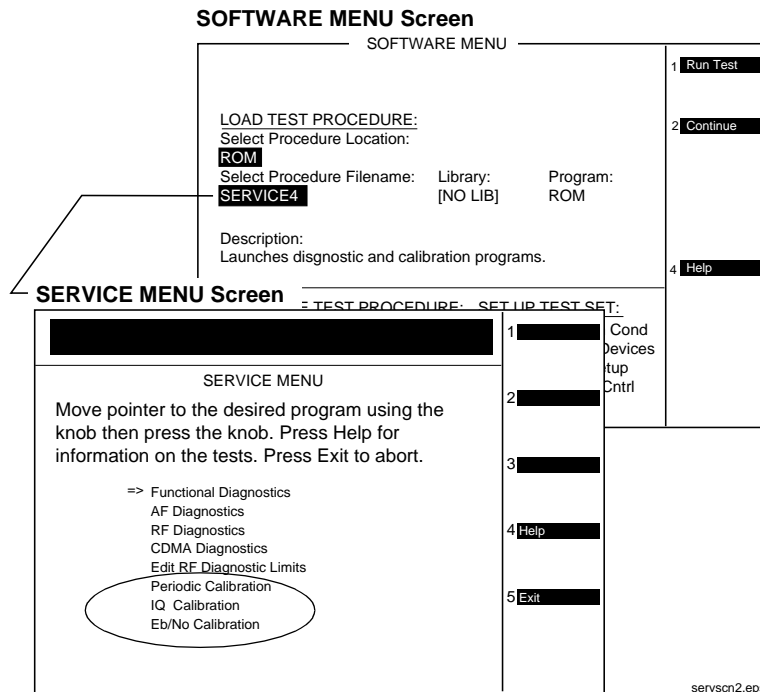 SOFTWARE MENU Screen
SOFTWARE MENU
1 Run Test
LOAD TEST PROCEDURE:
2 Continue
Select Procedure Location:
ROM
Select Procedure Filename: Library: Program:
SERVICE4 [NO LIB] ROM
Description:
Launches disgnostic and calibration programs.
4 Help
SERVICE MENU Screen
TEST PROCEDURE: SET UP TEST SET:
1
Cond
Devices
SERVICE MENU
Cntrl
2
Move pointer to the desired program using the
knob then press the knob. Press Help for
information on the tests. Press Exit to abort.
3
=> Functional Diagnostics
AF Diagnostics
RF Diagnostics
4 Help
CDMA Diagnostics
Edit RF Diagnostic Limits
Periodic Calibration
IQ Calibration
5 Exit
Eb/No Calibration